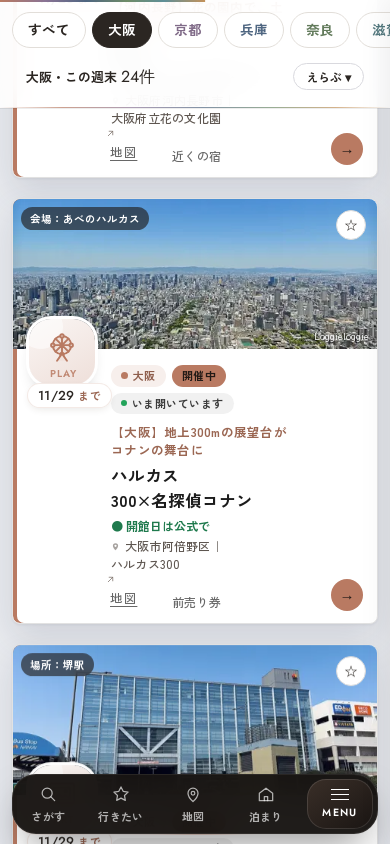 すべて
大阪
京都
兵庫
奈良
大阪・この週末 24件
えらぶ ▾
大阪府立花の文化園
↗
地図
近くの宿
→
会場：あべのハルカス
☆
Loggieloggie
PLAY
11/29 まで
大阪
開催中
いま開いています
【大阪】地上300mの展望台が
コナンの舞台に
ハルカス
300×名探偵コナン
開館日は公式で
大阪市阿倍野区｜
ハルカス300
↗
地図
前売り券
→
場所：堺駅
☆
さがす
行きたい
地図
泊まり
MENU
11/29 まで